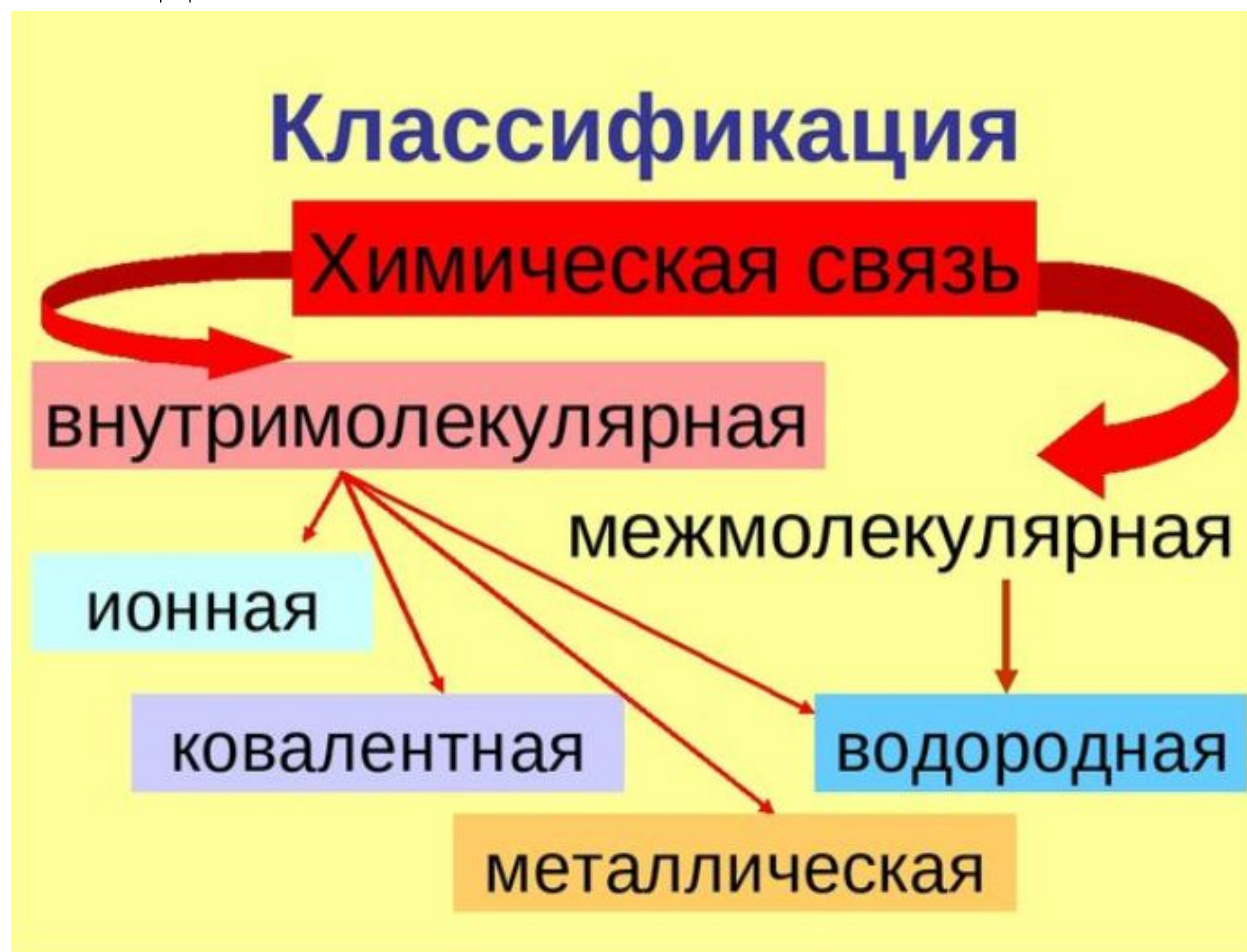 Классификация
Химическая связь
внутримолекулярная
межмолекулярная
ионная
ковалентная
водородная
металлическая